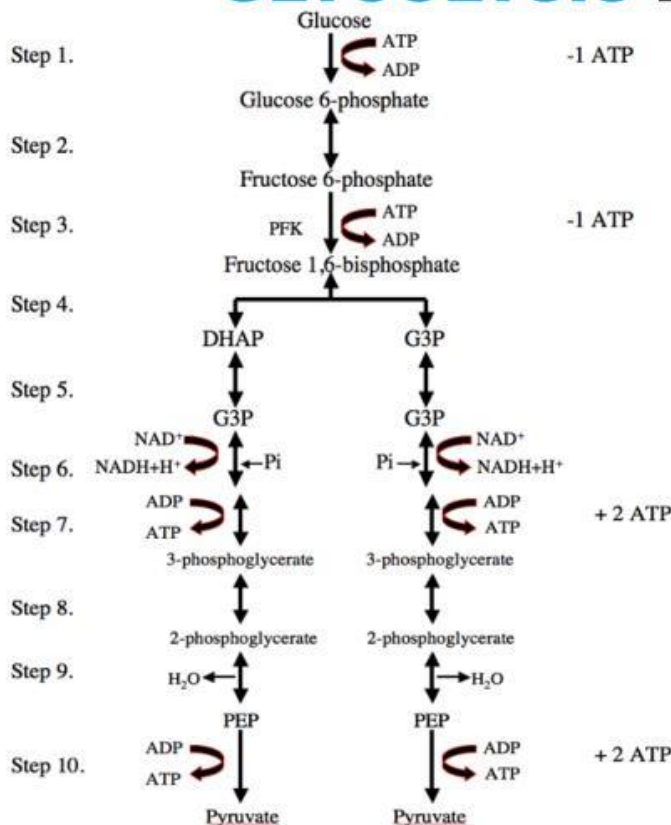 Glucose
Step 1.
ATP
ADP
-1 ATP
Glucose 6-phosphate
Step 2.
Fructose 6-phosphate
Step 3.
PFK
ATP
ADP
-1 ATP
Fructose 1,6-bisphosphate
Step 4.
DHAP G3P
Step 5.
G3P G3P
Step 6.
NAD⁺ NAD⁺
Pi Pi
NADH+H⁺ NADH+H⁺
Step 7.
ADP ADP
ATP ATP
+ 2 ATP
3-phosphoglycerate 3-phosphoglycerate
Step 8.
2-phosphoglycerate 2-phosphoglycerate
Step 9.
H₂O H₂O
PEP PEP
Step 10.
ADP ADP
ATP ATP
+ 2 ATP
Pyruvate Pyruvate